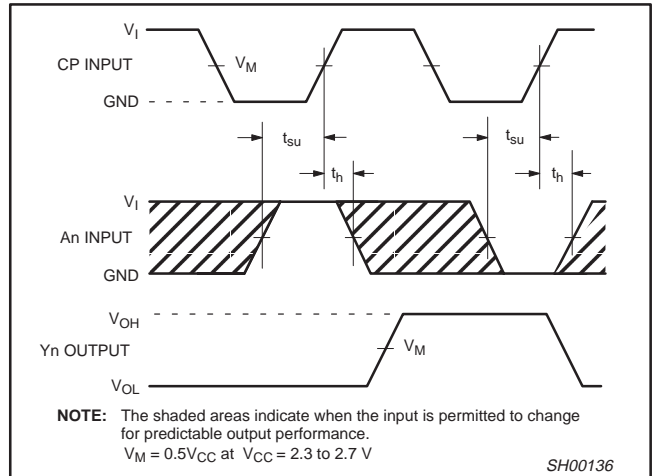 V_I
CP INPUT
V_M
GND
t_su
t_su
t_h
t_h
V_I
An INPUT
GND
V_OH
Yn OUTPUT
V_M
V_OL
NOTE: The shaded areas indicate when the input is permitted to change
for predictable output performance.
V_M = 0.5V_CC at V_CC = 2.3 to 2.7 V
SH00136